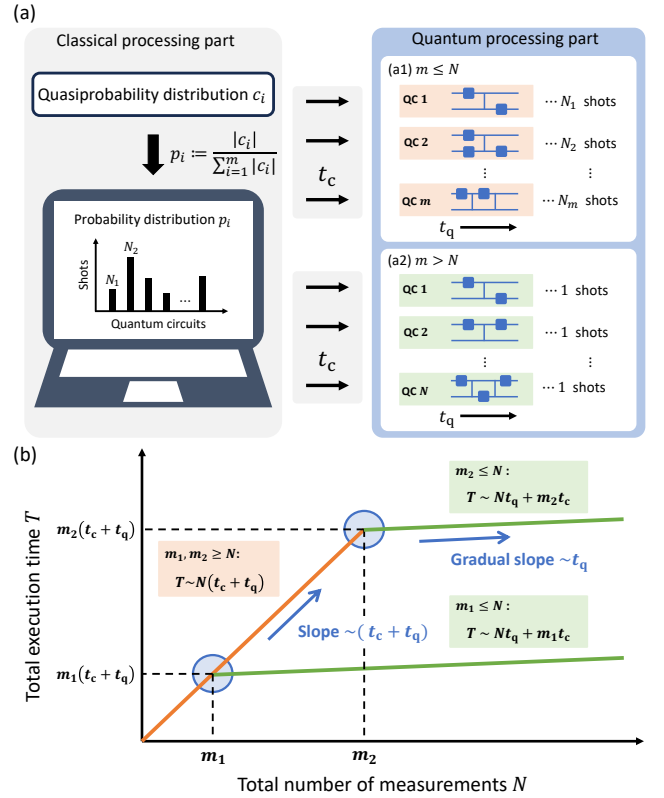 (a)
Classical processing part
Quasiprobability distribution c_i
p_i := |c_i| / ∑_{i=1}^{m} |c_i|
Probability distribution p_i
Shots
N_1
N_2
...
Quantum circuits
t_c
t_c
Quantum processing part
(a1) m ≤ N
QC 1
⋯ N_1 shots
QC 2
⋯ N_2 shots
⋮
⋮
QC m
⋯ N_m shots
t_q
(a2) m > N
QC 1
⋯ 1 shots
QC 2
⋯ 1 shots
⋮
⋮
QC N
⋯ 1 shots
t_q
(b)
Total execution time T
m_2(t_c + t_q)
m_1(t_c + t_q)
m_1, m_2 ≥ N:
T~N(t_c + t_q)
Slope ~(t_c + t_q)
m_2 ≤ N:
T ~ Nt_q + m_2t_c
Gradual slope ~t_q
m_1 ≤ N:
T ~ Nt_q + m_1t_c
m_1
m_2
Total number of measurements N